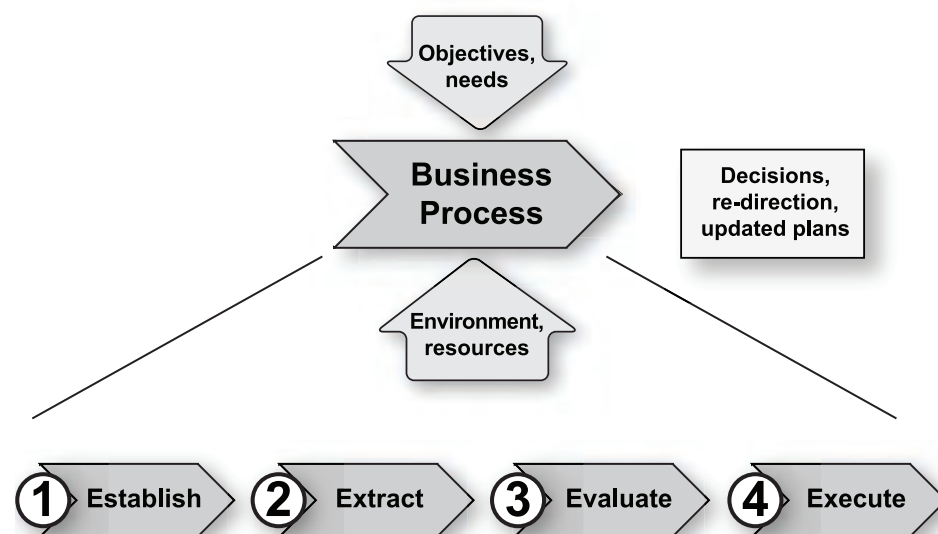 Objectives,
needs
Business
Process
Decisions,
re-direction,
updated plans
Environment,
resources
1 Establish
2 Extract
3 Evaluate
4 Execute